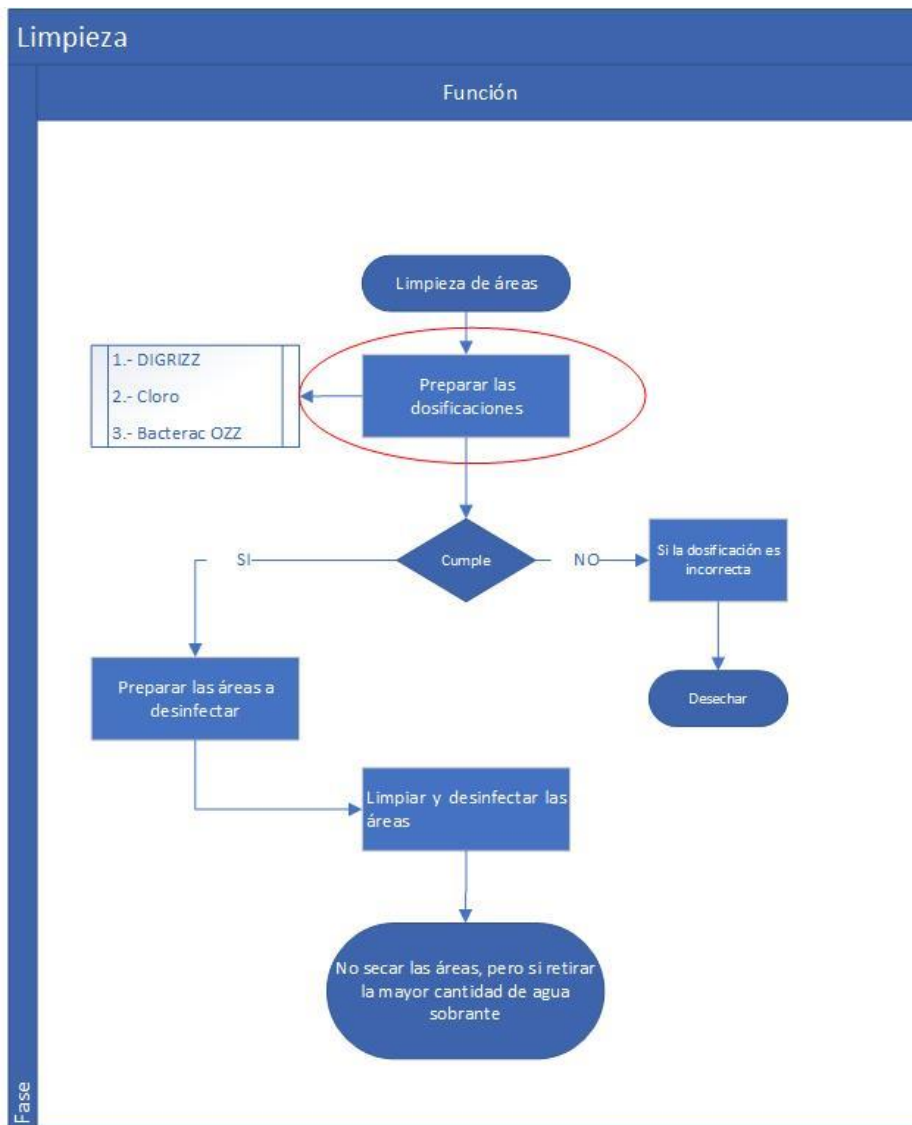 Limpieza
Función
Limpieza de áreas
1.- DIGRIZZ
2.- Cloro
3.- Bacterac OZZ
Preparar las
dosificaciones
SI
Cumple
NO
Si la dosificación es
incorrecta
Preparar las áreas a
desinfectar
Desechar
Limpiar y desinfectar las
áreas
No secar las áreas, pero si retirar
la mayor cantidad de agua
sobrante
Fase